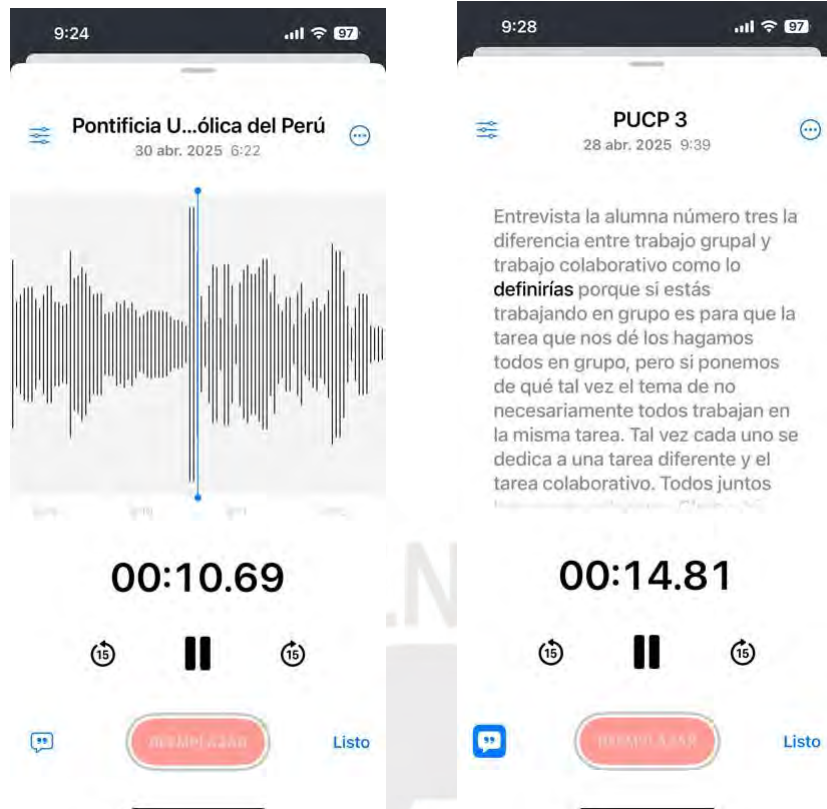 9:24
97
Pontificia U...ólica del Perú
30 abr. 2025 6:22
00:10.69
15
15
REEMPLAZAR
Listo
9:28
97
PUCP 3
28 abr. 2025 9:39
Entrevista la alumna número tres la
diferencia entre trabajo grupal y
trabajo colaborativo como lo
definirías porque si estás
trabajando en grupo es para que la
tarea que nos dé los hagamos
todos en grupo, pero si ponemos
de qué tal vez el tema de no
necesariamente todos trabajan en
la misma tarea. Tal vez cada uno se
dedica a una tarea diferente y el
tarea colaborativo. Todos juntos
00:14.81
15
15
REEMPLAZAR
Listo